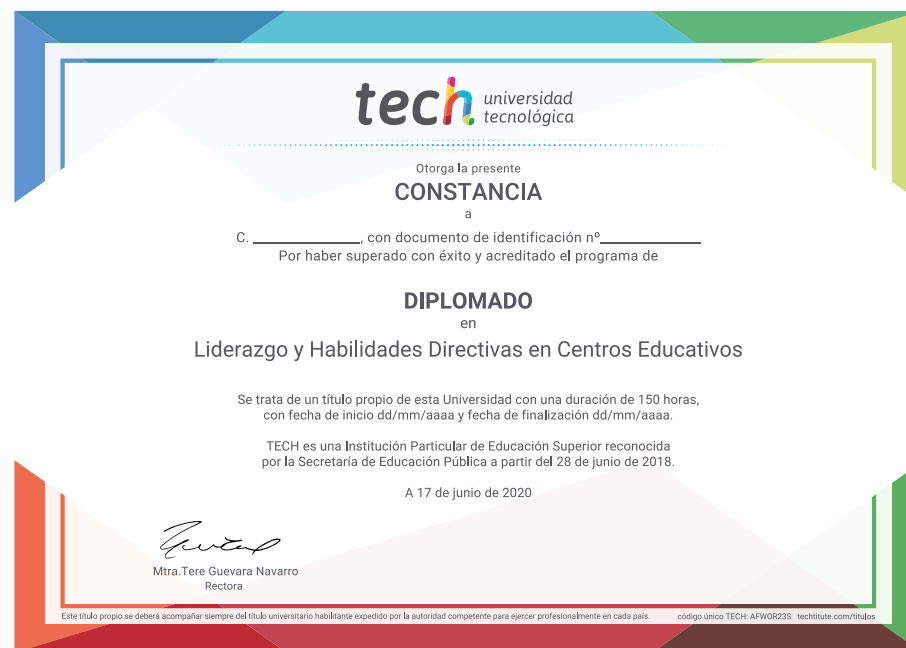 tech universidad
tecnológica
Otorga la presente
CONSTANCIA
a
C. ____________, con documento de identificación nº____________
Por haber superado con éxito y acreditado el programa de
DIPLOMADO
en
Liderazgo y Habilidades Directivas en Centros Educativos
Se trata de un título propio de esta Universidad con una duración de 150 horas,
con fecha de inicio dd/mm/aaaa y fecha de finalización dd/mm/aaaa.
TECH es una Institución Particular de Educación Superior reconocida
por la Secretaría de Educación Pública a partir del 28 de junio de 2018.
A 17 de junio de 2020
Mtra.Tere Guevara Navarro
Rectora
Este título propio se deberá acompañar siempre del título universitario habilitante expedido por la autoridad competente para ejercer profesionalmente en cada país. código único TECH: AFWOR23S techtitute.com/titulos